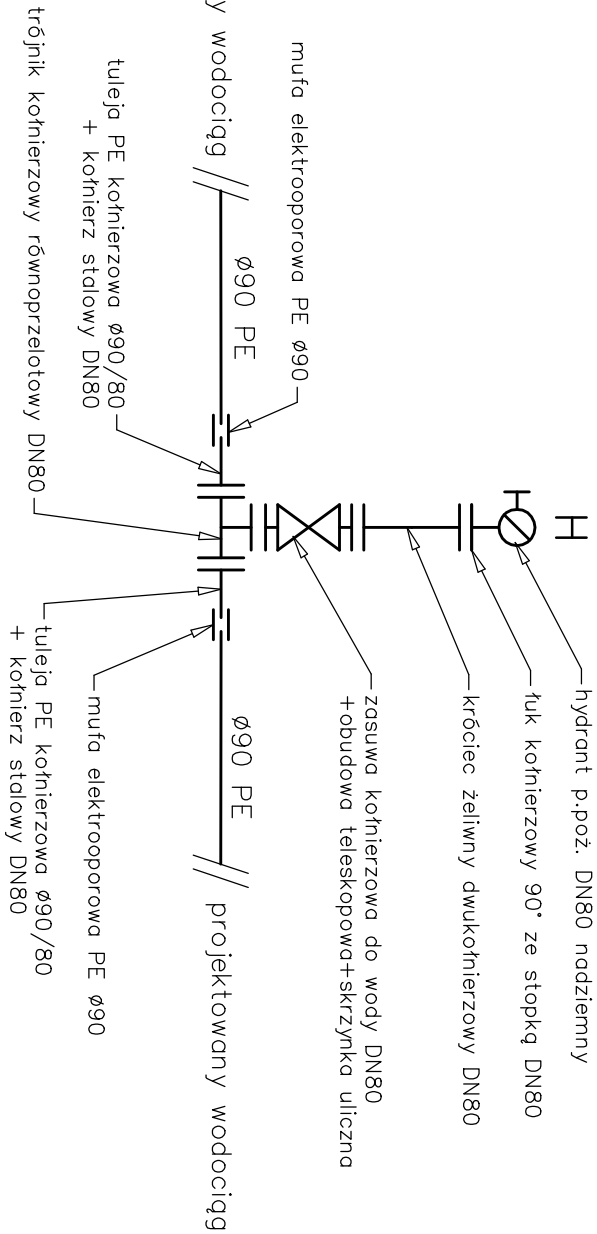 H
hydrant p.poż. DN80 nadziemny
łuk kołnierzowy 90° ze stopką DN80
króciec żeliwny dwukołnierzowy DN80
zasuwa kołnierzowa do wody DN80
+obudowa teleskopowa+skrzynka uliczna
mufa elektrooporowa PE ø90
ø90 PE
ø90 PE
y wodociąg
projektowany wodociąg
tuleja PE kołnierzowa ø90/80
+ kołnierz stalowy DN80
mufa elektrooporowa PE ø90
trójnik kołnierzowy równoprzelotowy DN80
tuleja PE kołnierzowa ø90/80
+ kołnierz stalowy DN80